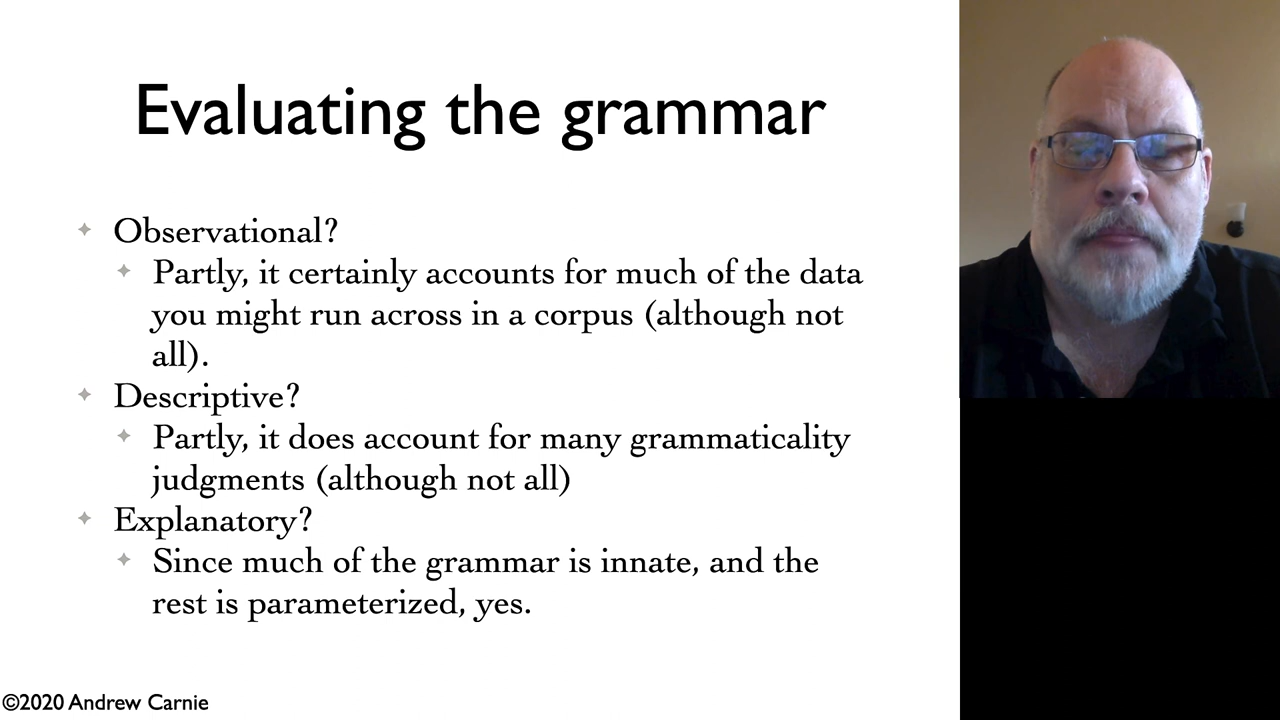 Evaluating the grammar
Observational?
Partly, it certainly accounts for much of the data
you might run across in a corpus (although not
all).
Descriptive?
Partly, it does account for many grammaticality
judgments (although not all)
Explanatory?
Since much of the grammar is innate, and the
rest is parameterized, yes.
©2020 Andrew Carnie